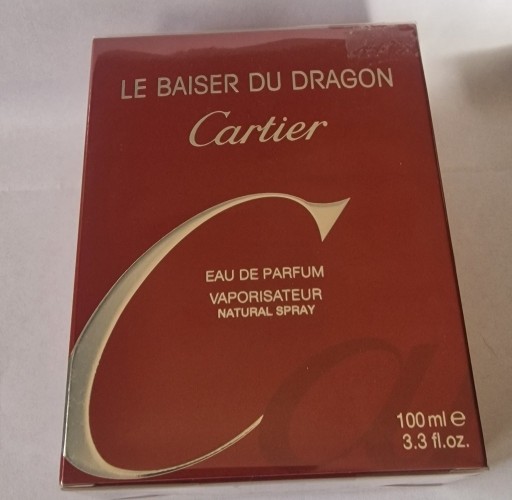 LE BAISER DU DRAGON
Cartier
EAU DE PARFUM
VAPORISATEUR
NATURAL SPRAY
100 ml e
3.3 fl.oz.